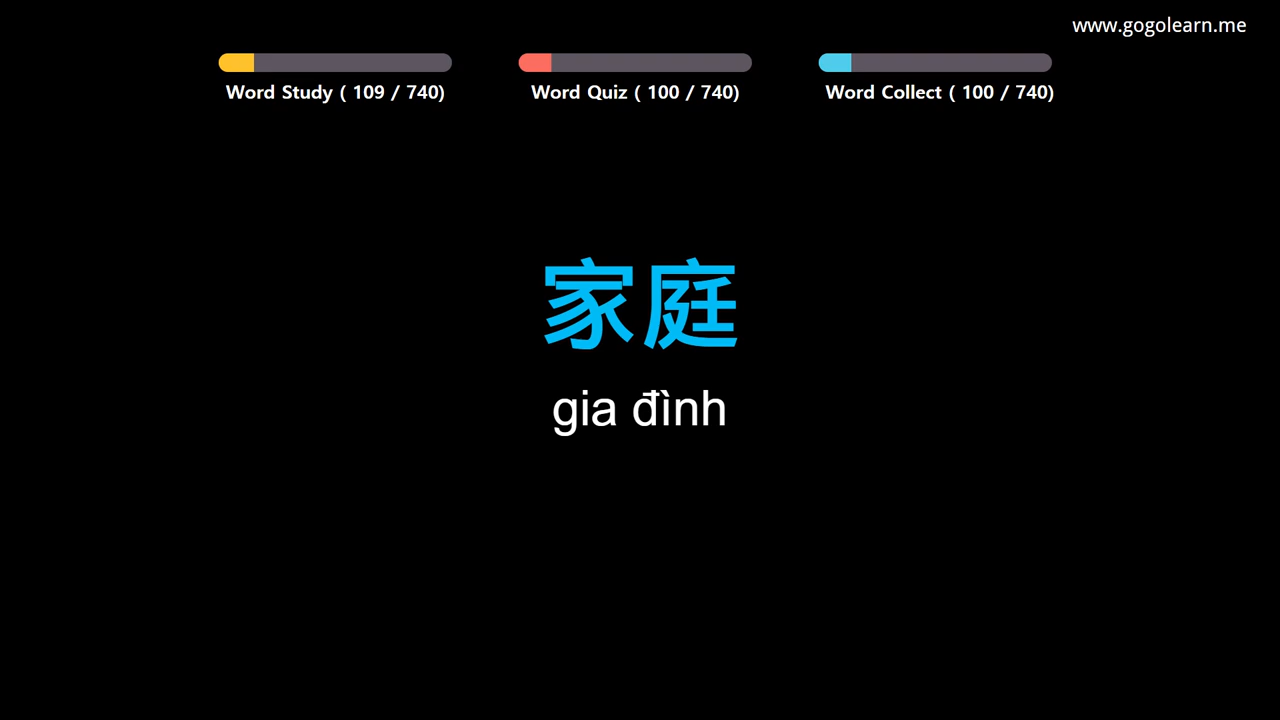 www.gogolearn.me
Word Study ( 109 / 740)
Word Quiz ( 100 / 740)
Word Collect ( 100 / 740)
家庭
gia đình